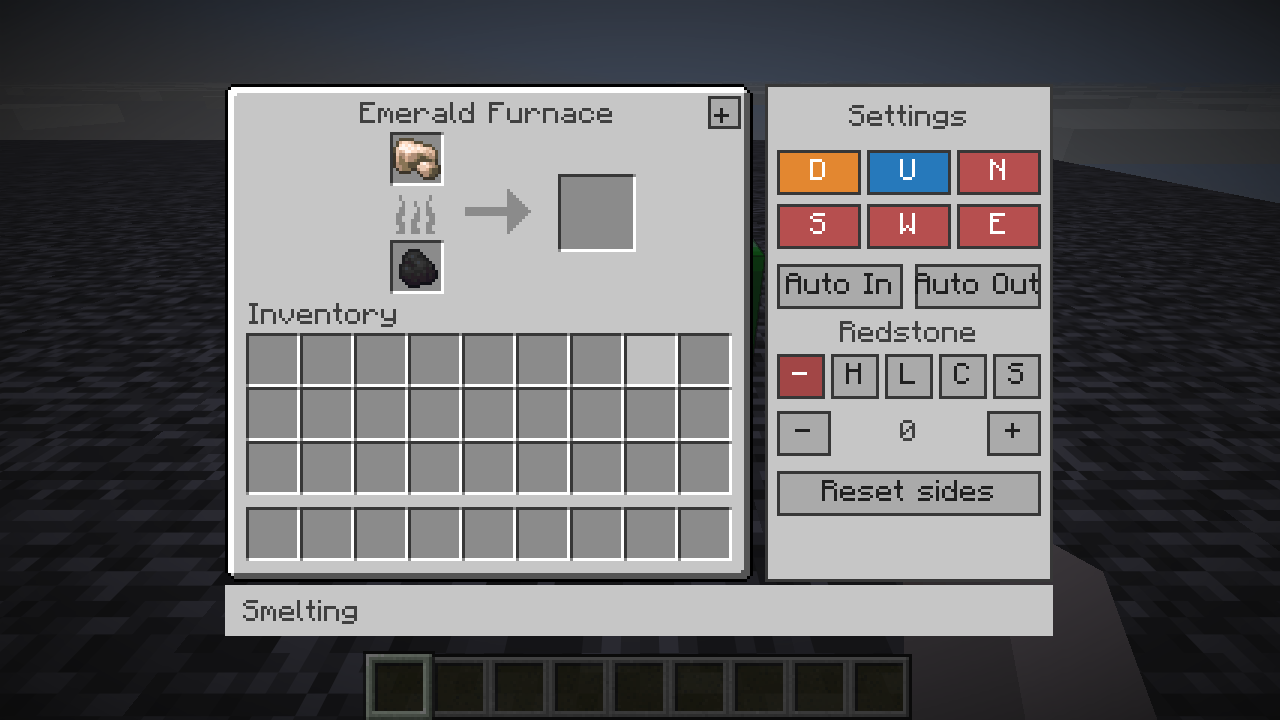 Emerald Furnace
+
Settings
D U N
S W E
Auto In Auto Out
Inventory
Redstone
- H L C S
- 0 +
Reset sides
Smelting